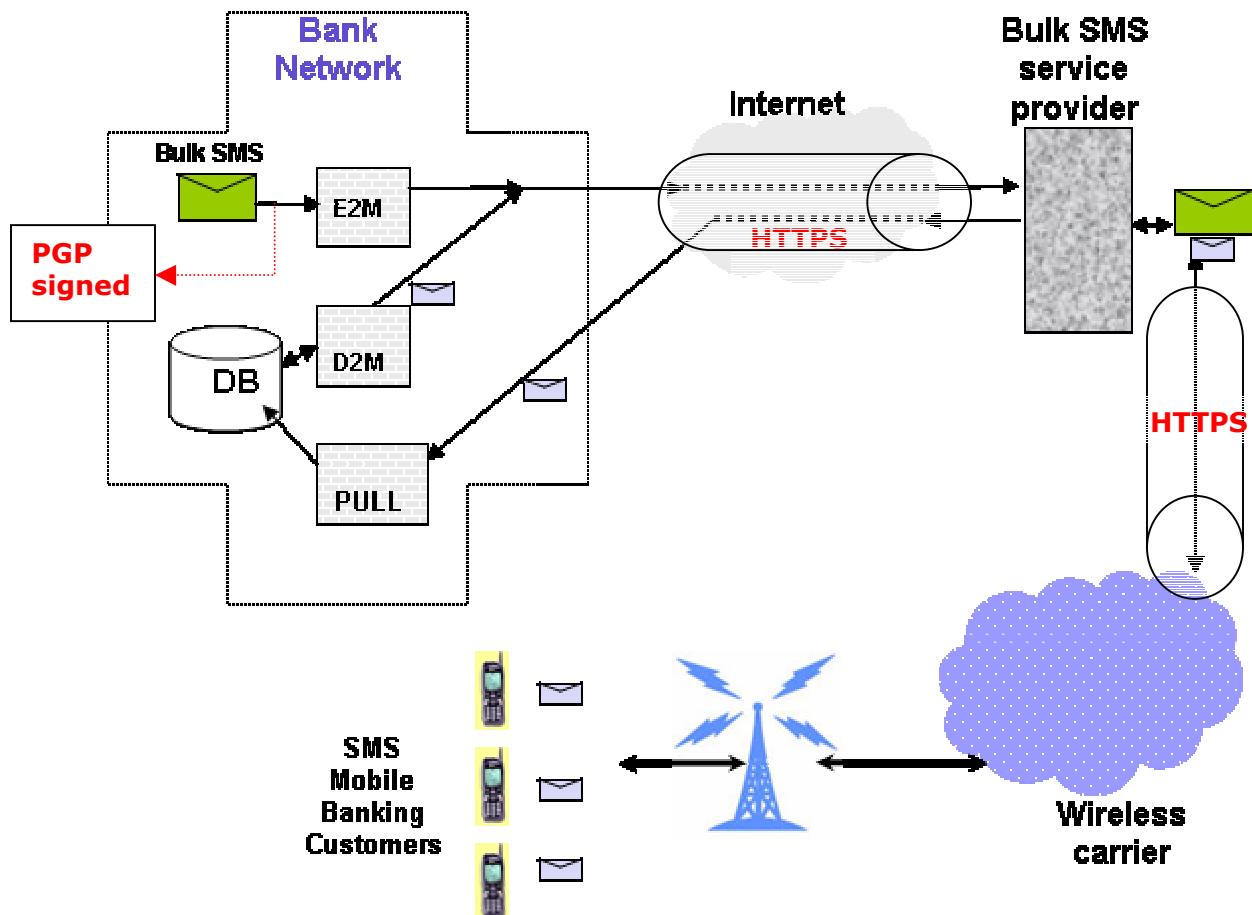 Bank
Network
Bulk SMS
service
provider
Internet
Bulk SMS
E2M
HTTPS
PGP
signed
D2M
DB
HTTPS
PULL
SMS
Mobile
Banking
Customers
Wireless
carrier